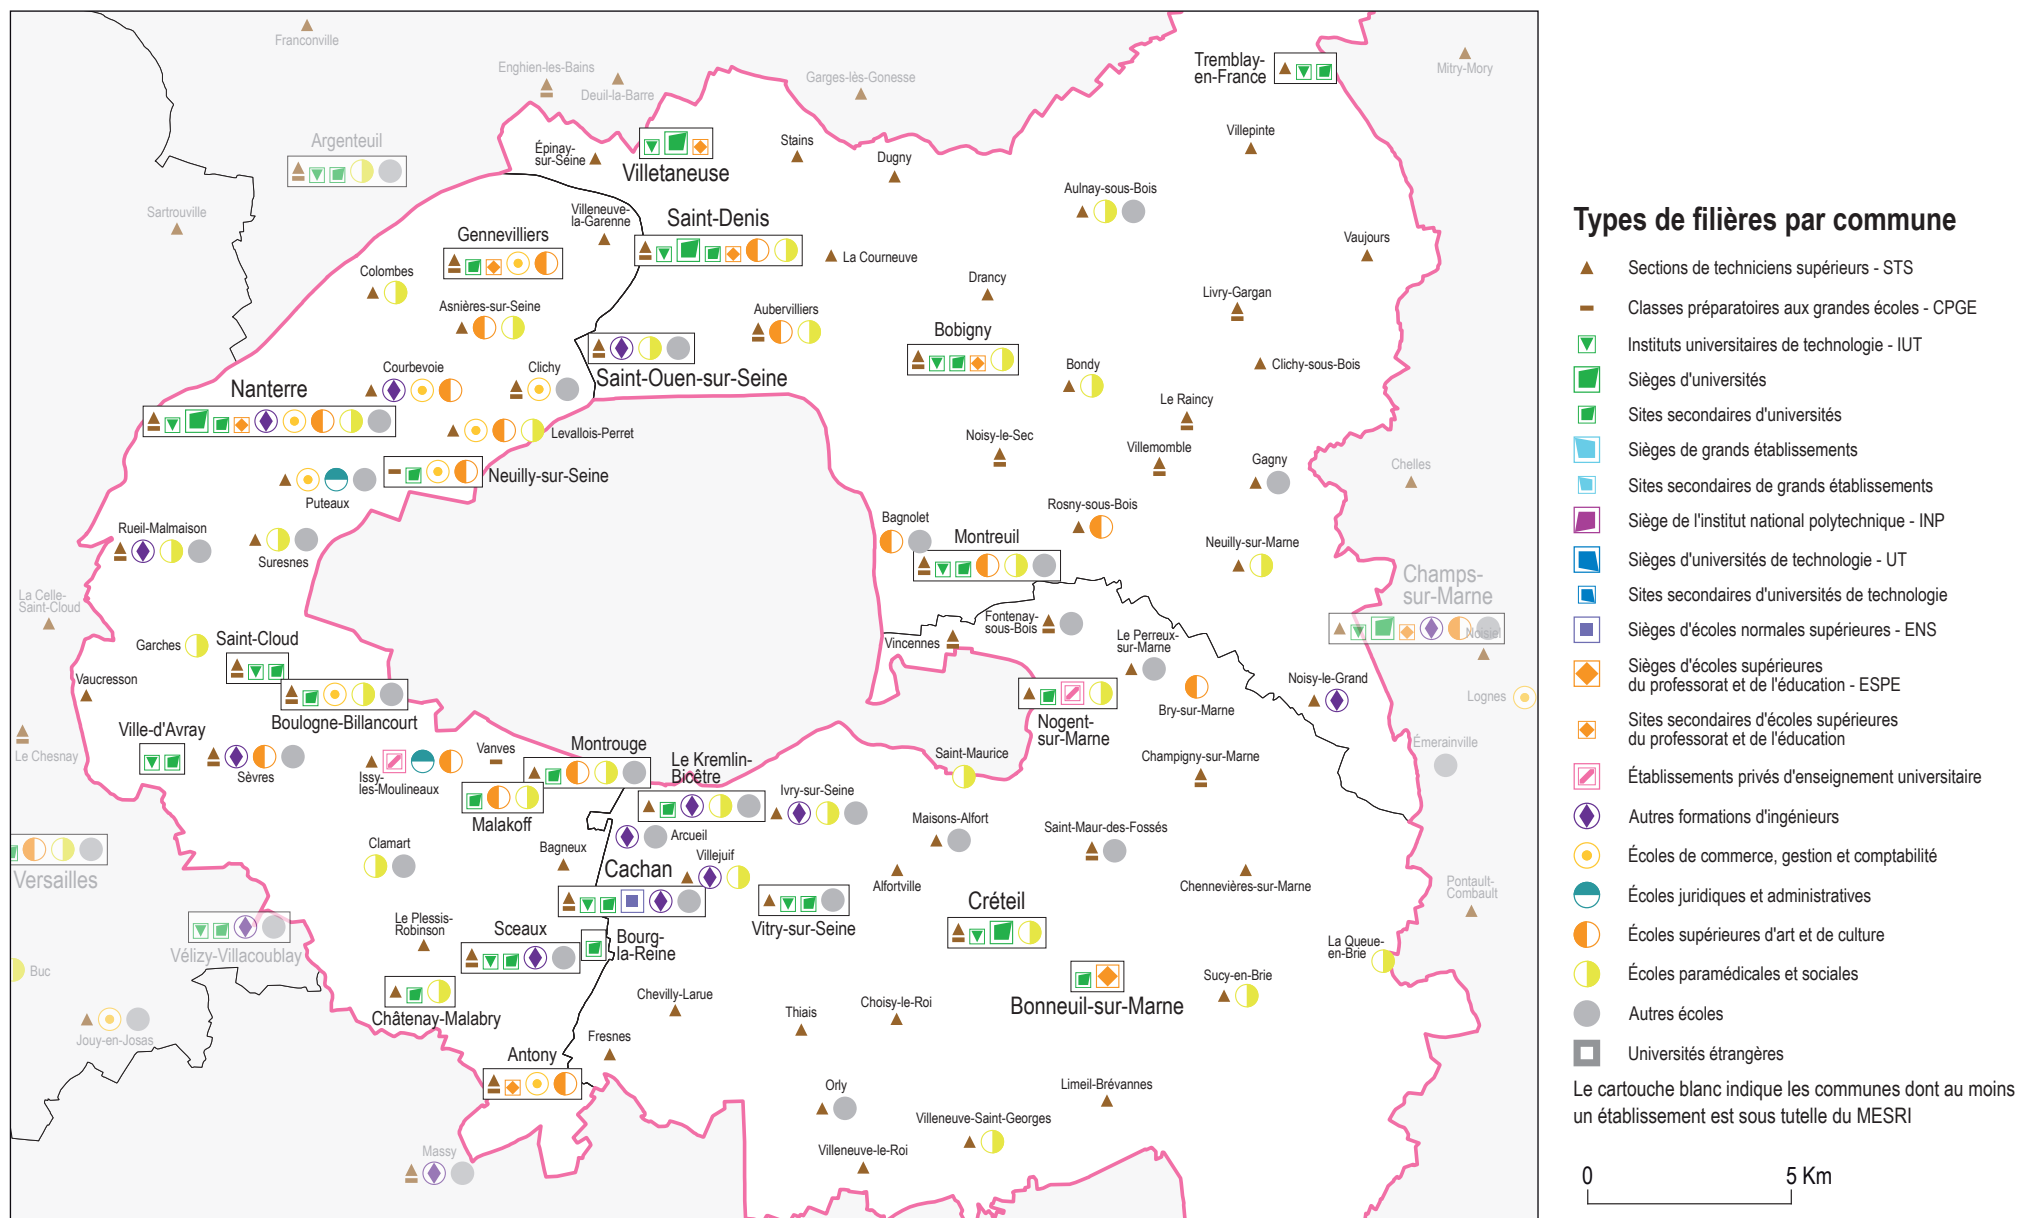 Franconville
Enghien-les-Bains
Deuil-la-Barre
Garges-lès-Gonesse
Tremblay-
en-France
Mitry-Mory
Argenteuil
Épinay-
sur-Seine
Villetaneuse
Stains
Dugny
Villepinte
Sartrouville
Villeneuve-
la-Garenne
Saint-Denis
Aulnay-sous-Bois
Gennevilliers
Vaujours
La Courneuve
Colombes
Drancy
Livry-Gargan
Asnières-sur-Seine
Aubervilliers
Bobigny
Courbevoie
Clichy
Saint-Ouen-sur-Seine
Bondy
Clichy-sous-Bois
Nanterre
Le Raincy
Levallois-Perret
Noisy-le-Sec
Villemomble
Gagny
Chelles
Neuilly-sur-Seine
Puteaux
Rueil-Malmaison
Suresnes
Bagnolet
Rosny-sous-Bois
Montreuil
Neuilly-sur-Marne
Champs-
sur-Marne
La Celle-
Saint-Cloud
Garches
Saint-Cloud
Vincennes
Fontenay-
sous-Bois
Le Perreux-
sur-Marne
Noisiel
Vaucresson
Noisy-le-Grand
Lognes
Boulogne-Billancourt
Bry-sur-Marne
Nogent-
sur-Marne
Ville-d'Avray
Le Chesnay
Sèvres
Issy-
les-Moulineaux
Vanves
Montrouge
Le Kremlin-
Bicêtre
Saint-Maurice
Champigny-sur-Marne
Émerainville
Malakoff
Ivry-sur-Seine
Arcueil
Maisons-Alfort
Saint-Maur-des-Fossés
Clamart
Bagneux
Villejuif
Versailles
Cachan
Alfortville
Chennevières-sur-Marne
Pontault-
Combault
Le Plessis-
Robinson
Sceaux
Bourg-
la-Reine
Vitry-sur-Seine
Créteil
La Queue-
en-Brie
Vélizy-Villacoublay
Buc
Châtenay-Malabry
Chevilly-Larue
Thiais
Choisy-le-Roi
Bonneuil-sur-Marne
Sucy-en-Brie
Jouy-en-Josas
Antony
Fresnes
Orly
Limeil-Brévannes
Villeneuve-Saint-Georges
Massy
Villeneuve-le-Roi
Types de filières par commune
Sections de techniciens supérieurs - STS
Classes préparatoires aux grandes écoles - CPGE
Instituts universitaires de technologie - IUT
Sièges d'universités
Sites secondaires d'universités
Sièges de grands établissements
Sites secondaires de grands établissements
Siège de l'institut national polytechnique - INP
Sièges d'universités de technologie - UT
Sites secondaires d'universités de technologie
Sièges d'écoles normales supérieures - ENS
Sièges d'écoles supérieures
du professorat et de l'éducation - ESPE
Sites secondaires d'écoles supérieures
du professorat et de l'éducation
Établissements privés d'enseignement universitaire
Autres formations d'ingénieurs
Écoles de commerce, gestion et comptabilité
Écoles juridiques et administratives
Écoles supérieures d'art et de culture
Écoles paramédicales et sociales
Autres écoles
Universités étrangères
Le cartouche blanc indique les communes dont au moins
un établissement est sous tutelle du MESRI
0 5 Km